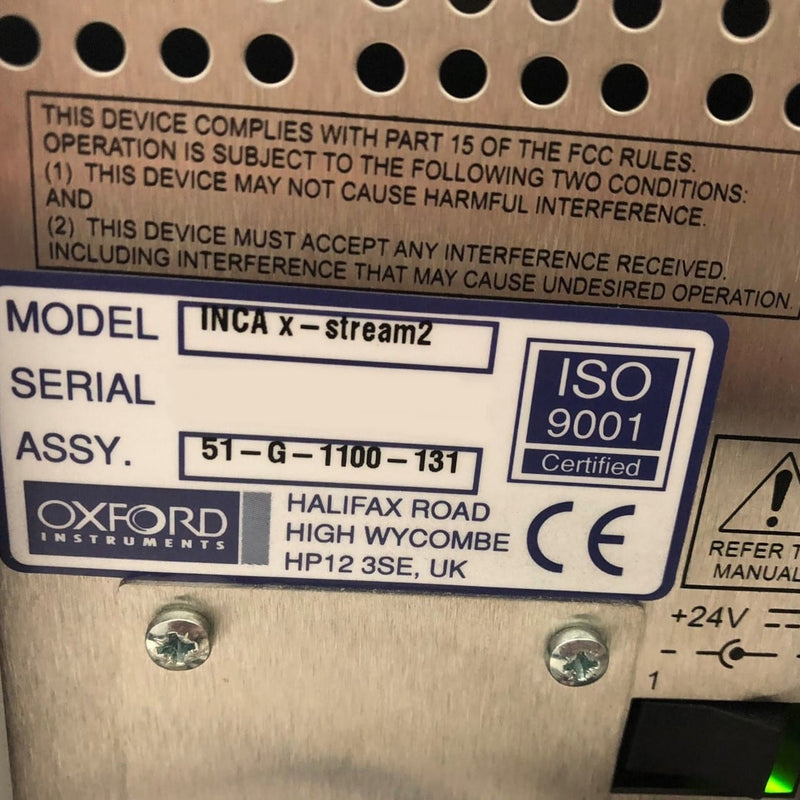 THIS DEVICE COMPLIES WITH PART 15 OF THE FCC RULES.
OPERATION IS SUBJECT TO THE FOLLOWING TWO CONDITIONS:
(1) THIS DEVICE MAY NOT CAUSE HARMFUL INTERFERENCE.
AND
(2) THIS DEVICE MUST ACCEPT ANY INTERFERENCE RECEIVED.
INCLUDING INTERFERENCE THAT MAY CAUSE UNDESIRED OPERATION.
MODEL INCA x-stream2
SERIAL
ASSY. 51-G-1100-131
ISO
9001
Certified
OXFORD
INSTRUMENTS
HALIFAX ROAD
HIGH WYCOMBE
HP12 3SE, UK
CE
!
REFER T
MANUAL
+24V
1